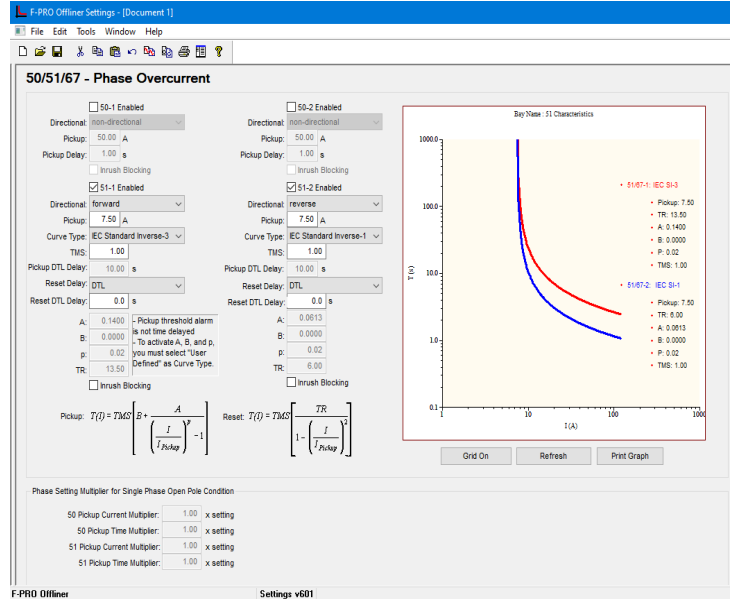 F-PRO Offliner Settings - [Document 1]
File Edit Tools Window Help
50/51/67 - Phase Overcurrent
50-1 Enabled
Directional: non-directional
Pickup: 50.00 A
Pickup Delay: 1.00 s
Inrush Blocking
51-1 Enabled
Directional: forward
Pickup: 7.50 A
Curve Type: IEC Standard Inverse-3
TMS: 1.00
Pickup DTL Delay: 10.00 s
Reset Delay: DTL
Reset DTL Delay: 0.0 s
A: 0.1400
B: 0.0000
p: 0.02
TR: 13.50
- Pickup threshold alarm
is not time delayed
- To activate A, B, and p,
you must select "User
Defined" as Curve Type.
Inrush Blocking
50-2 Enabled
Directional: non-directional
Pickup: 50.00 A
Pickup Delay: 1.00 s
Inrush Blocking
51-2 Enabled
Directional: reverse
Pickup: 7.50 A
Curve Type: IEC Standard Inverse-1
TMS: 1.00
Pickup DTL Delay: 10.00 s
Reset Delay: DTL
Reset DTL Delay: 0.0 s
A: 0.0613
B: 0.0000
p: 0.02
TR: 6.00
Inrush Blocking
Pickup: T(I) = TMS[B + A / ((I / I Pickup)^p - 1)]
Reset: T(I) = TMS[TR / (1 - (I / I Pickup)^2)]
Bay Name : 51 Characteristics
1000.0
100.0
10.0
1.0
0.1
T (s)
1 10 100 1000
I (A)
51/67-1: IEC SI-3
Pickup: 7.50
TR: 13.50
A: 0.1400
B: 0.0000
P: 0.02
TMS: 1.00
51/67-2: IEC SI-1
Pickup: 7.50
TR: 6.00
A: 0.0613
B: 0.0000
P: 0.02
TMS: 1.00
Grid On Refresh Print Graph
Phase Setting Multiplier for Single Phase Open Pole Condition
50 Pickup Current Multiplier: 1.00 x setting
50 Pickup Time Multiplier: 1.00 x setting
51 Pickup Current Multiplier: 1.00 x setting
51 Pickup Time Multiplier: 1.00 x setting
F-PRO Offliner Settings v601